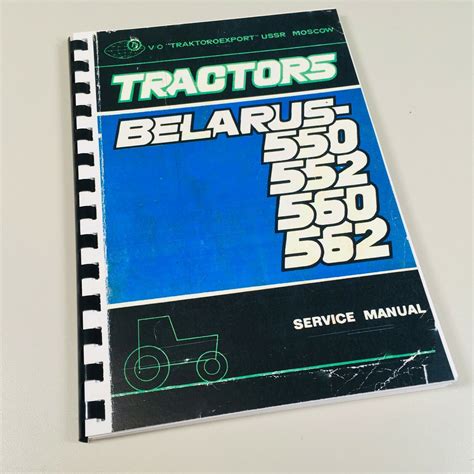 V/O "TRAKTOROEXPORT" USSR MOSCOW
TRACTORS
BELARUS-
550
552
560
562
SERVICE MANUAL